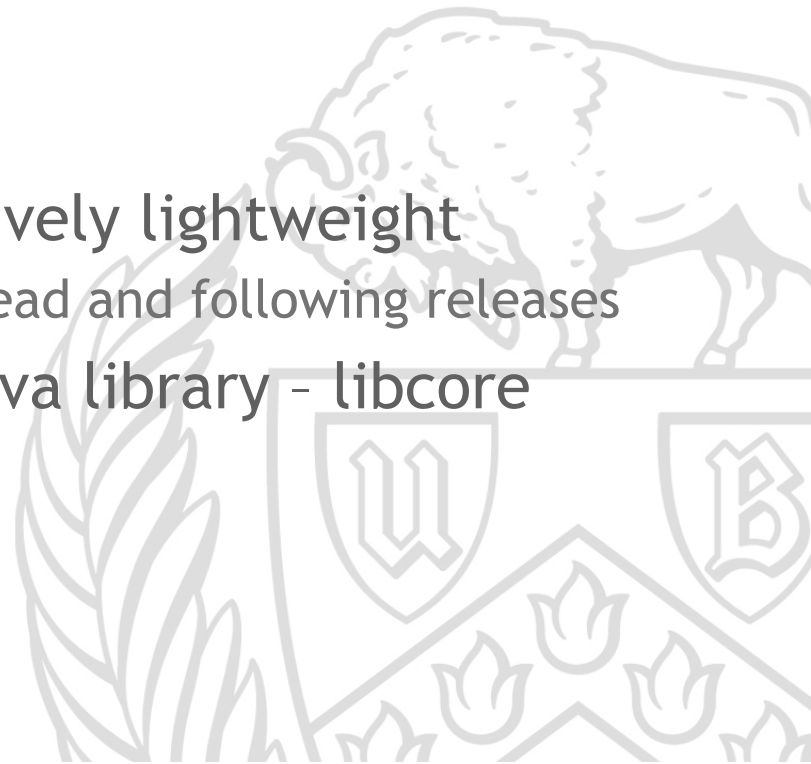 vely lightweight
ead and following releases
va library – libcore
U B